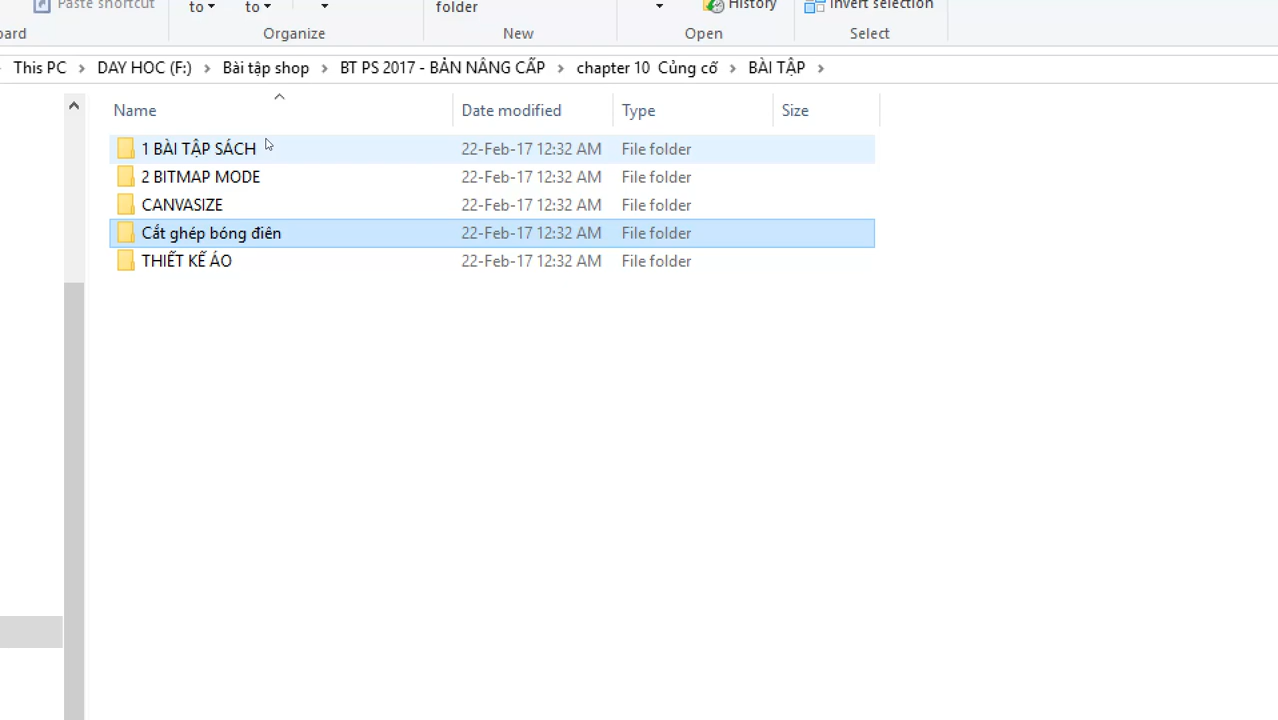 Paste shortcut
to
to
folder
History
Invert selection
Organize
New
Open
Select
This PC > DAY HOC (F:) > Bài tập shop > BT PS 2017 - BẢN NÂNG CẤP > chapter 10 Củng cố > BÀI TẬP >
Name Date modified Type Size
1 BÀI TẬP SÁCH 22-Feb-17 12:32 AM File folder
2 BITMAP MODE 22-Feb-17 12:32 AM File folder
CANVASIZE 22-Feb-17 12:32 AM File folder
Cắt ghép bóng điên 22-Feb-17 12:32 AM File folder
THIẾT KẾ ÁO 22-Feb-17 12:32 AM File folder